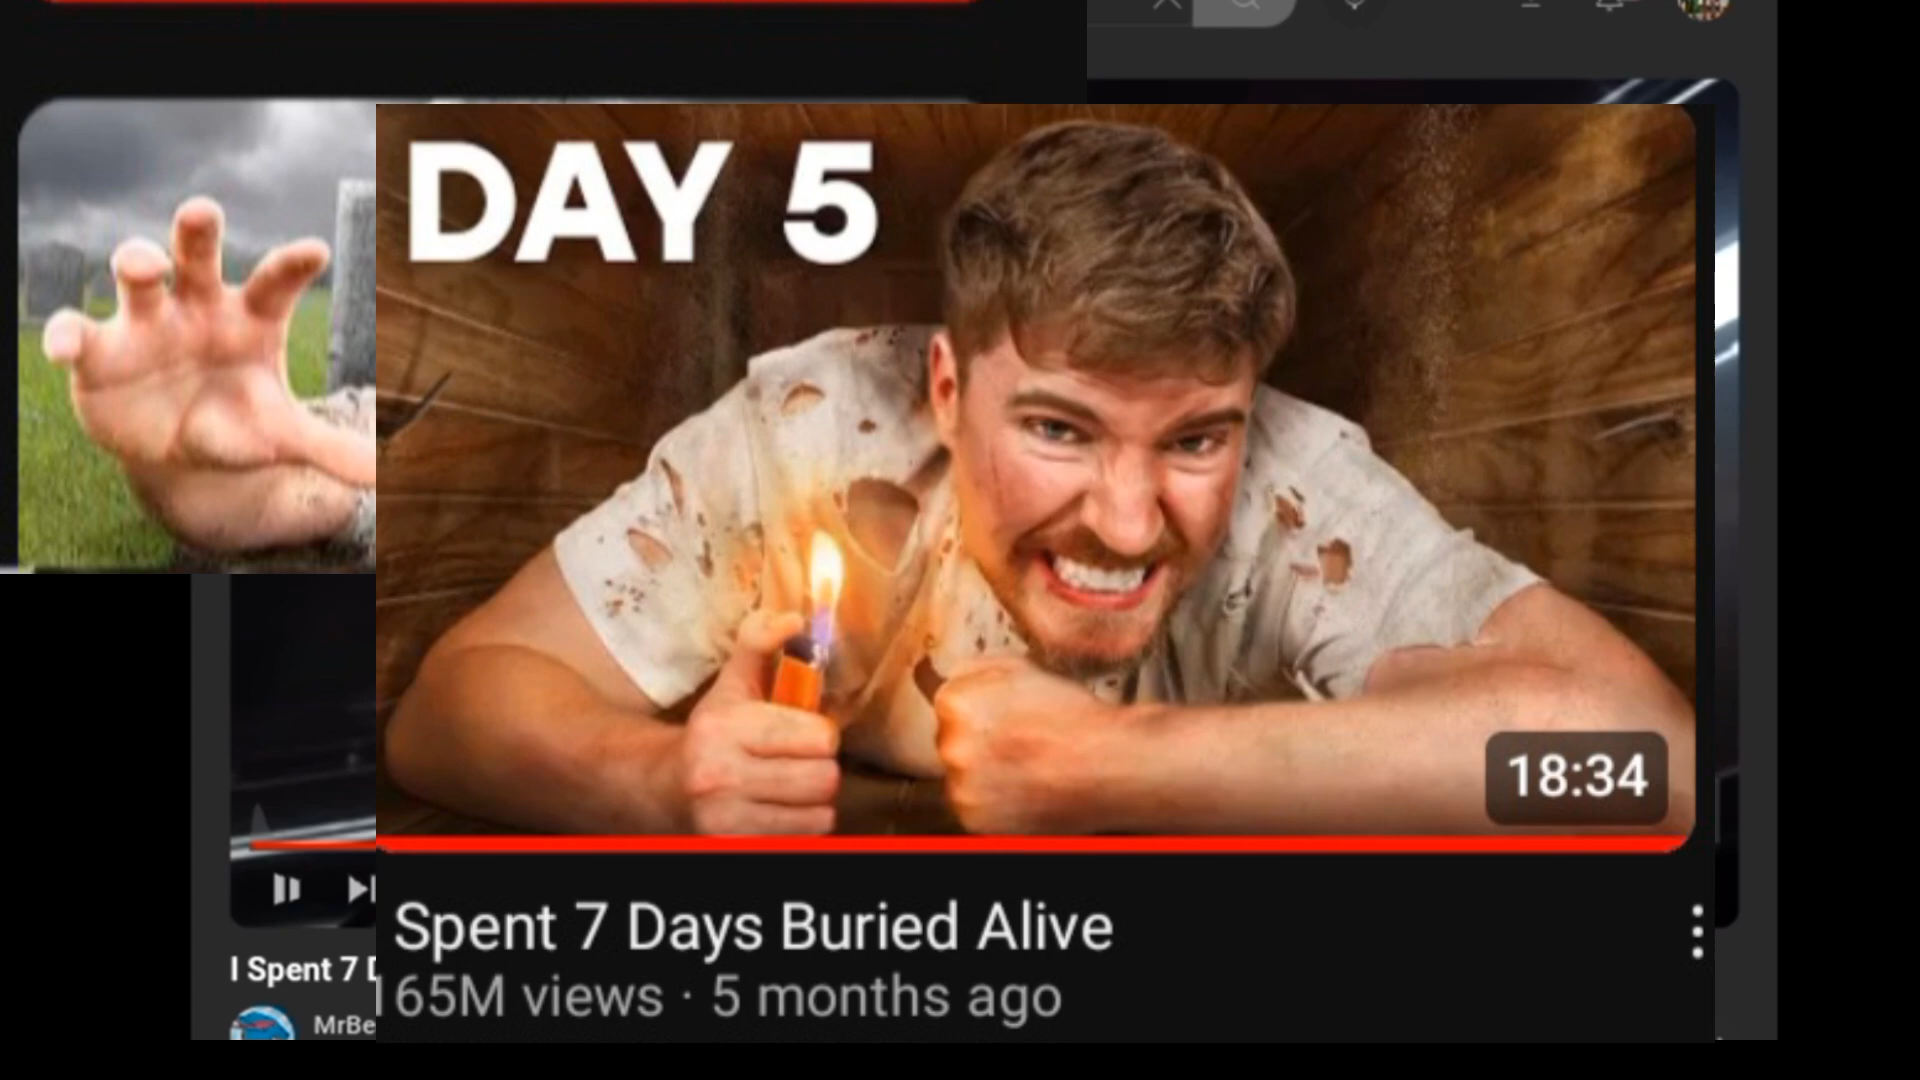 DAY 5
18:34
Spent 7 Days Buried Alive
165M views · 5 months ago
I Spent 7 D
MrBe